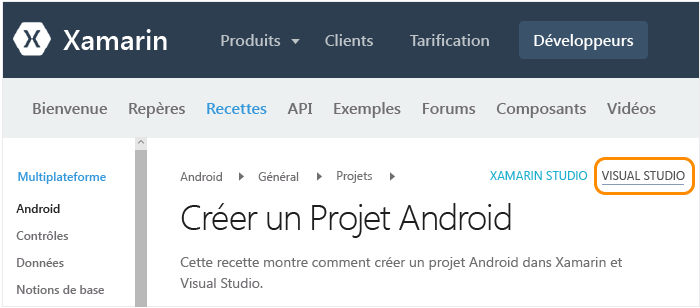 Xamarin Produits Clients Tarification Développeurs
Bienvenue Repères Recettes API Exemples Forums Composants Vidéos
Multiplateforme
Android
Contrôles
Données
Notions de base
Android Général Projets XAMARIN STUDIO VISUAL STUDIO
Créer un Projet Android
Cette recette montre comment créer un projet Android dans Xamarin et
Visual Studio.